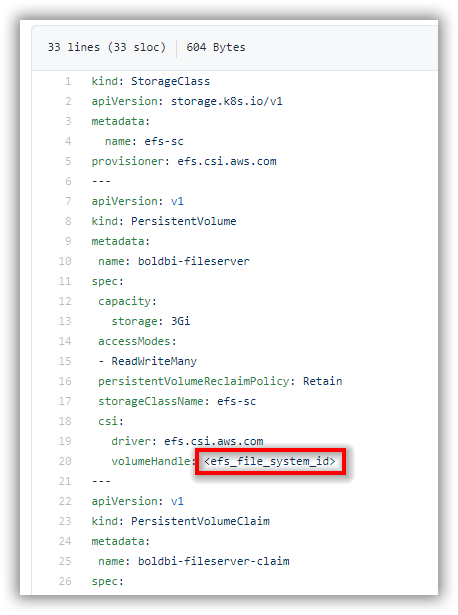 33 lines (33 sloc) 604 Bytes
1 kind: StorageClass
2 apiVersion: storage.k8s.io/v1
3 metadata:
4   name: efs-sc
5 provisioner: efs.csi.aws.com
6 ---
7 apiVersion: v1
8 kind: PersistentVolume
9 metadata:
10  name: boldbi-fileserver
11 spec:
12  capacity:
13    storage: 3Gi
14  accessModes:
15  - ReadWriteMany
16  persistentVolumeReclaimPolicy: Retain
17  storageClassName: efs-sc
18  csi:
19    driver: efs.csi.aws.com
20    volumeHandle: <efs_file_system_id>
21 ---
22 apiVersion: v1
23 kind: PersistentVolumeClaim
24 metadata:
25  name: boldbi-fileserver-claim
26 spec: